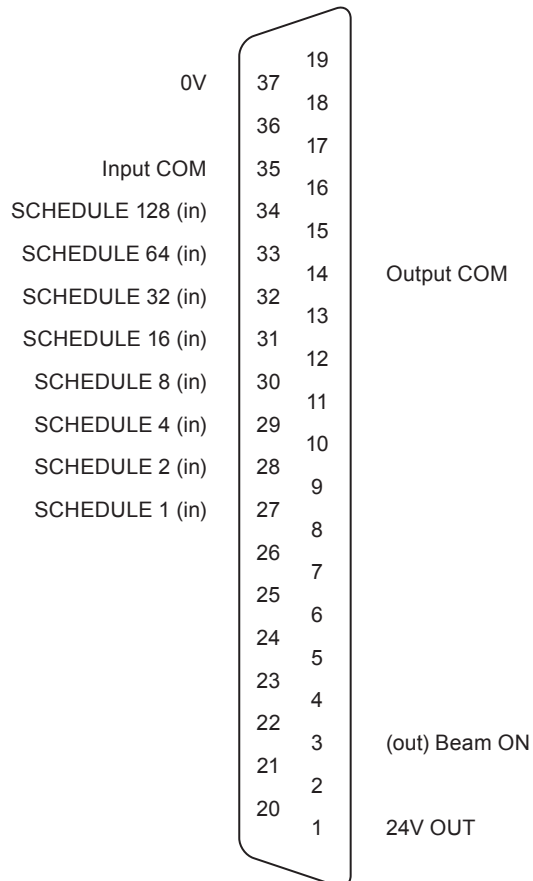 19
0V 37
18
36
17
Input COM 35
16
SCHEDULE 128 (in) 34
15
SCHEDULE 64 (in) 33
14 Output COM
SCHEDULE 32 (in) 32
13
SCHEDULE 16 (in) 31
12
SCHEDULE 8 (in) 30
11
SCHEDULE 4 (in) 29
10
SCHEDULE 2 (in) 28
9
SCHEDULE 1 (in) 27
8
26
7
25
6
24
5
23
4
22
3 (out) Beam ON
21
2
20
1 24V OUT